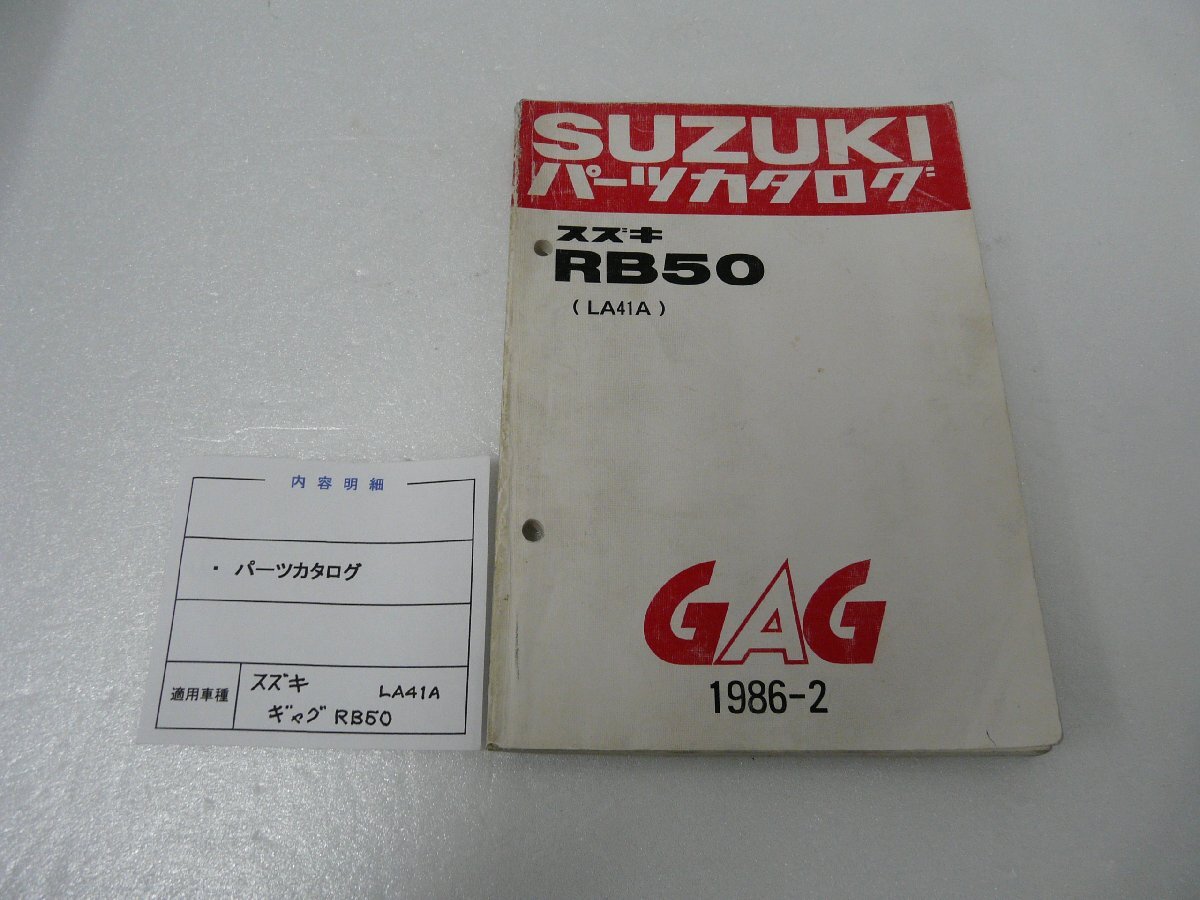 SUZUKI
パーツカタログ
スズキ
RB50
(LA41A)
GAG
1986-2
内容明細
・パーツカタログ
適用車種
スズキ LA41A
ギャグ RB50